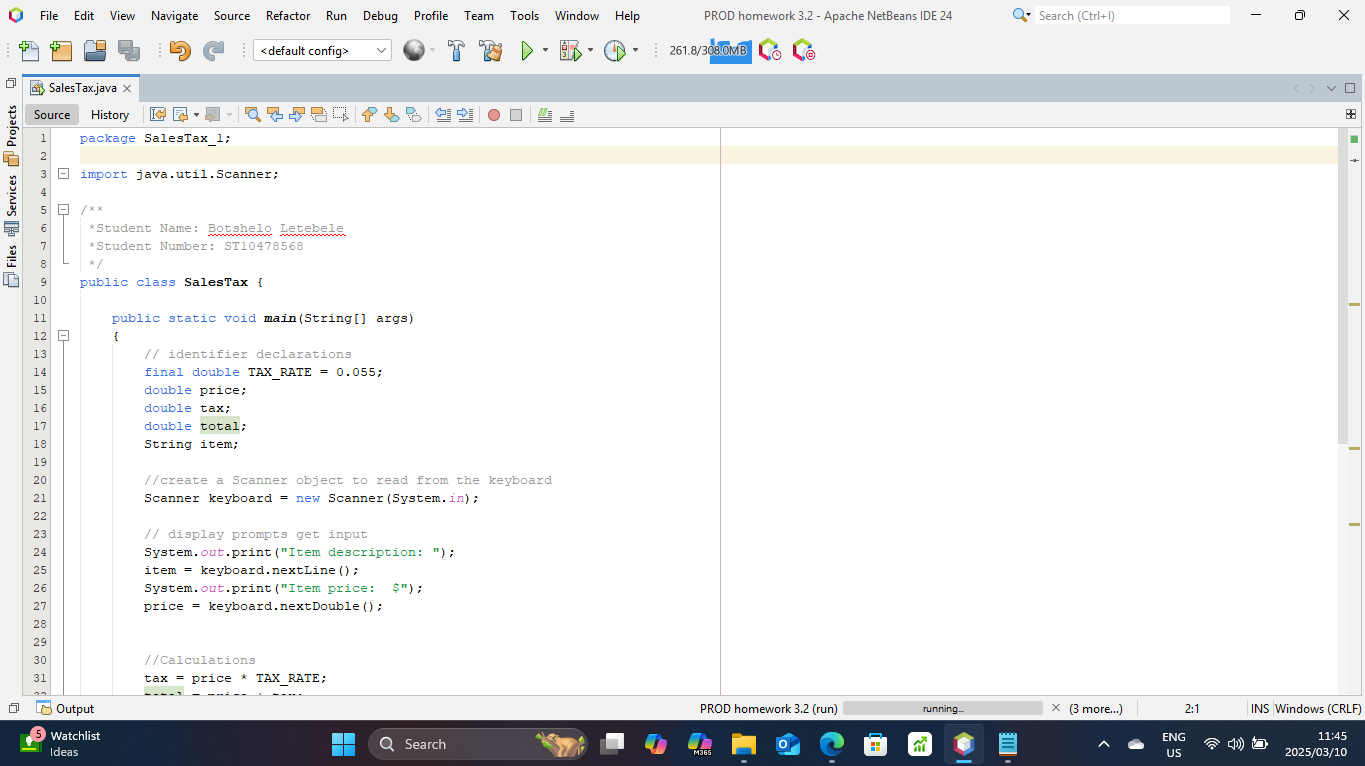 File Edit View Navigate Source Refactor Run Debug Profile Team Tools Window Help PROD homework 3.2 - Apache NetBeans IDE 24 Search (Ctrl+I)
<default config> 261.8/308.0MB
SalesTax.java
Source History
Projects
Services
Files
1 package SalesTax_1;
2
3 import java.util.Scanner;
4
5 /**
6 *Student Name: Botshelo Letebele
7 *Student Number: ST10478568
8 */
9 public class SalesTax {
10
11 public static void main(String[] args)
12 {
13 // identifier declarations
14 final double TAX_RATE = 0.055;
15 double price;
16 double tax;
17 double total;
18 String item;
19
20 //create a Scanner object to read from the keyboard
21 Scanner keyboard = new Scanner(System.in);
22
23 // display prompts get input
24 System.out.print("Item description: ");
25 item = keyboard.nextLine();
26 System.out.print("Item price:  $");
27 price = keyboard.nextDouble();
28
29
30 //Calculations
31 tax = price * TAX_RATE;
32 total = price + tax;
Output PROD homework 3.2 (run) running... (3 more...) 2:1 INS Windows (CRLF)
5 Watchlist
Ideas
Search
M365
ENG
US
11:45
2025/03/10